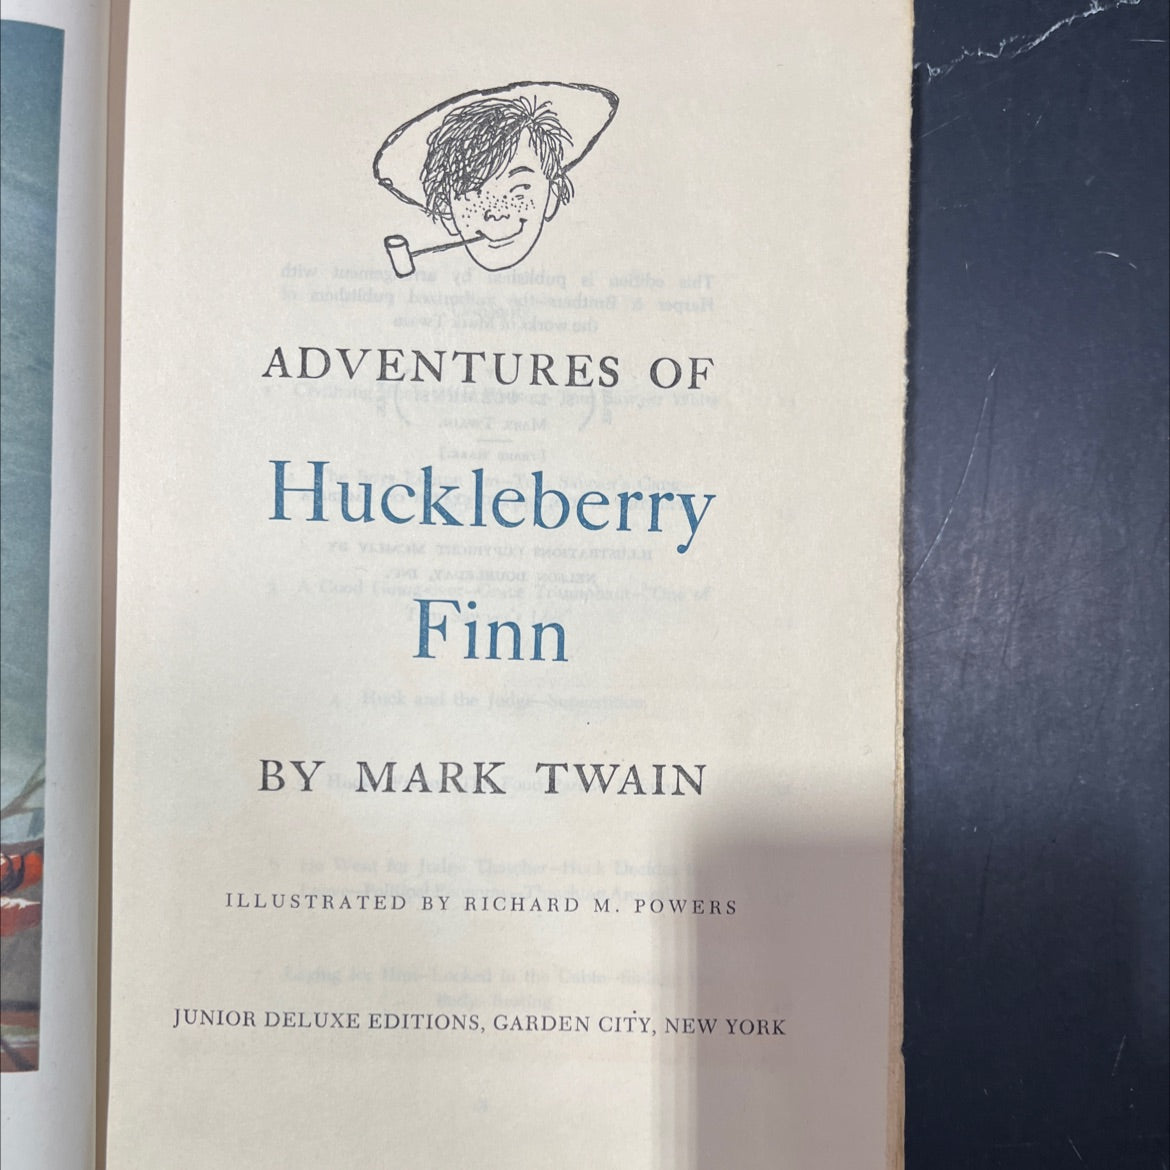 ADVENTURES OF
Huckleberry
Finn
BY MARK TWAIN
ILLUSTRATED BY RICHARD M. POWERS
JUNIOR DELUXE EDITIONS, GARDEN CITY, NEW YORK